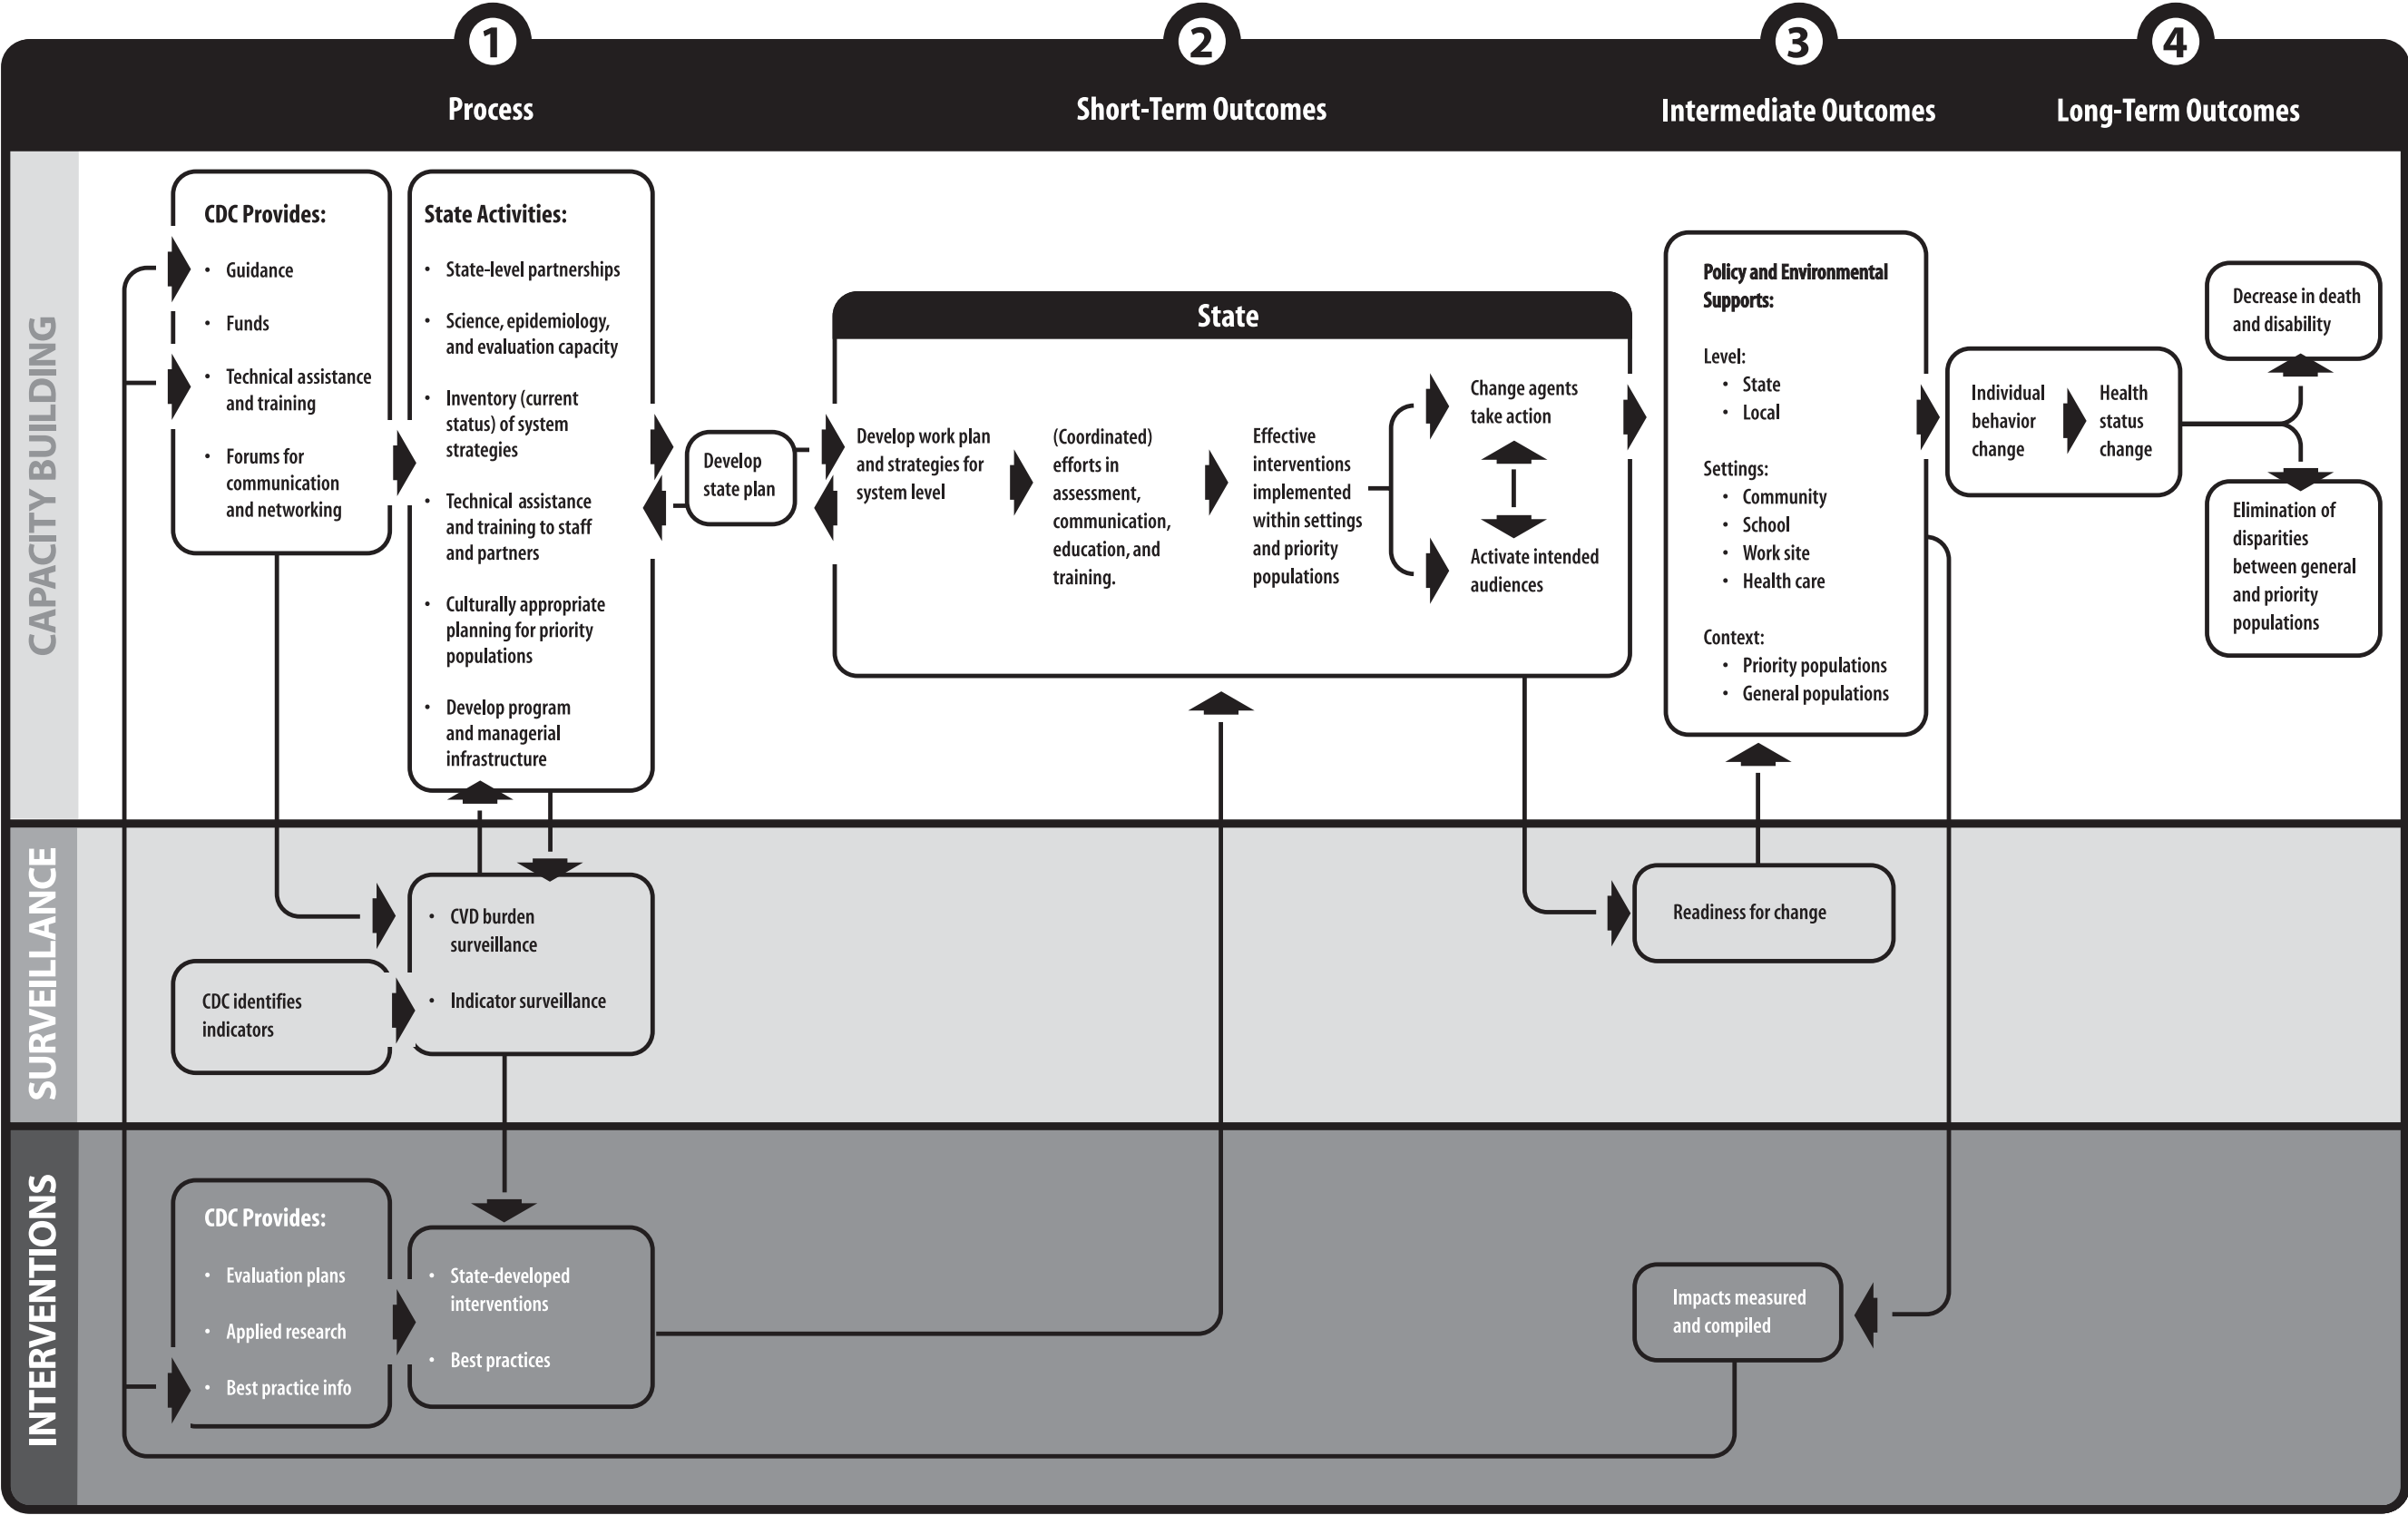 1
2
3
4
Process
Short-Term Outcomes
Intermediate Outcomes
Long-Term Outcomes
CAPACITY BUILDING
CDC Provides:
• Guidance
• Funds
• Technical assistance
and training
• Forums for
communication
and networking
State Activities:
• State-level partnerships
• Science, epidemiology,
and evaluation capacity
• Inventory (current
status) of system
strategies
• Technical assistance
and training to staff
and partners
• Culturally appropriate
planning for priority
populations
• Develop program
and managerial
infrastructure
Develop
state plan
State
Develop work plan
and strategies for
system level
(Coordinated)
efforts in
assessment,
communication,
education, and
training.
Effective
interventions
implemented
within settings
and priority
populations
Change agents
take action
Activate intended
audiences
Policy and Environmental
Supports:
Level:
• State
• Local
Settings:
• Community
• School
• Work site
• Health care
Context:
• Priority populations
• General populations
Individual
behavior
change
Health
status
change
Decrease in death
and disability
Elimination of
disparities
between general
and priority
populations
SURVEILLANCE
CDC identifies
indicators
• CVD burden
surveillance
• Indicator surveillance
Readiness for change
INTERVENTIONS
CDC Provides:
• Evaluation plans
• Applied research
• Best practice info
• State-developed
interventions
• Best practices
Impacts measured
and compiled